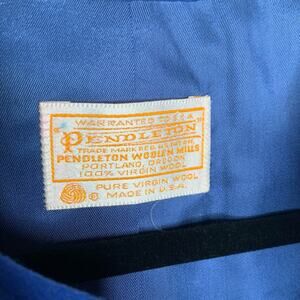 WARRANTED TO BE A
"PENDLETON"
TRADE MARK REG. U.S. PAT. OFF.
PENDLETON WOOLEN MILLS
PORTLAND, OREGON
100% VIRGIN WOOL
PURE VIRGIN WOOL
® MADE IN U.S.A.